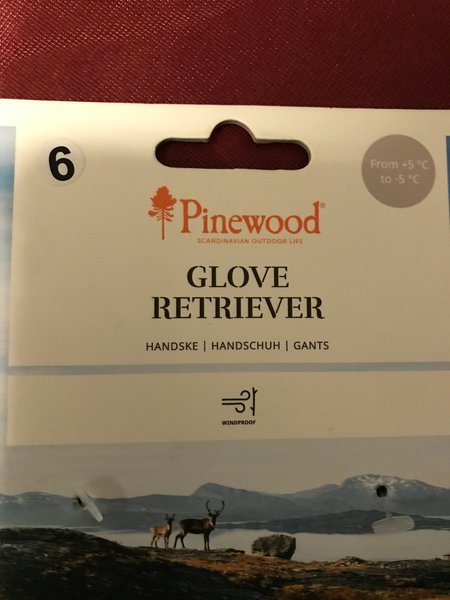 6
From +5 °C
to -5 °C
Pinewood®
SCANDINAVIAN OUTDOOR LIFE
GLOVE
RETRIEVER
HANDSKE | HANDSCHUH | GANTS
WINDPROOF